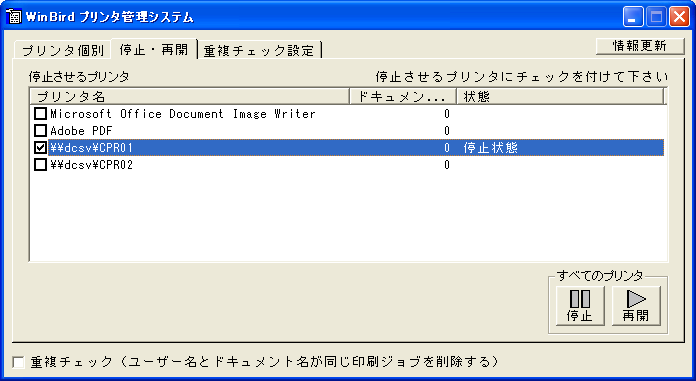 WinBird プリンタ管理システム
プリンタ個別 停止・再開 重複チェック設定 情報更新
停止させるプリンタ 停止させるプリンタにチェックを付けて下さい
プリンタ名 ドキュメン... 状態
Microsoft Office Document Image Writer 0
Adobe PDF 0
¥¥dcsv¥CPR01 0 停止状態
¥¥dcsv¥CPR02 0
すべてのプリンタ
停止 再開
重複チェック（ユーザー名とドキュメント名が同じ印刷ジョブを削除する）